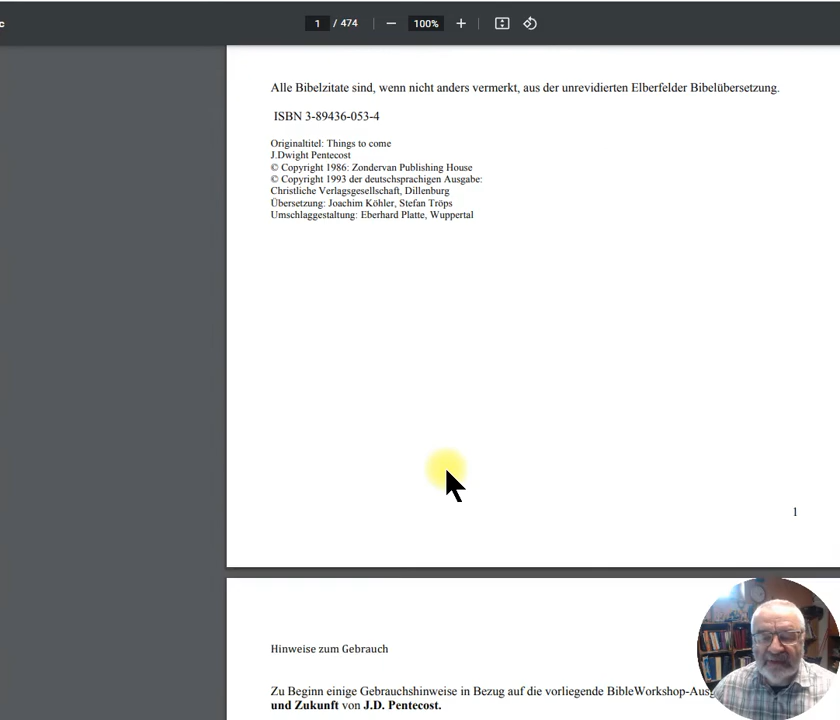 c
1 / 474
100%
Alle Bibelzitate sind, wenn nicht anders vermerkt, aus der unrevidierten Elberfelder Bibelübersetzung.
ISBN 3-89436-053-4
Originaltitel: Things to come
J.Dwight Pentecost
© Copyright 1986: Zondervan Publishing House
© Copyright 1993 der deutschsprachigen Ausgabe:
Christliche Verlagsgesellschaft, Dillenburg
Übersetzung: Joachim Köhler, Stefan Tröps
Umschlaggestaltung: Eberhard Platte, Wuppertal
1
Hinweise zum Gebrauch
Zu Beginn einige Gebrauchshinweise in Bezug auf die vorliegende BibleWorkshop-Ausg
und Zukunft von J.D. Pentecost.